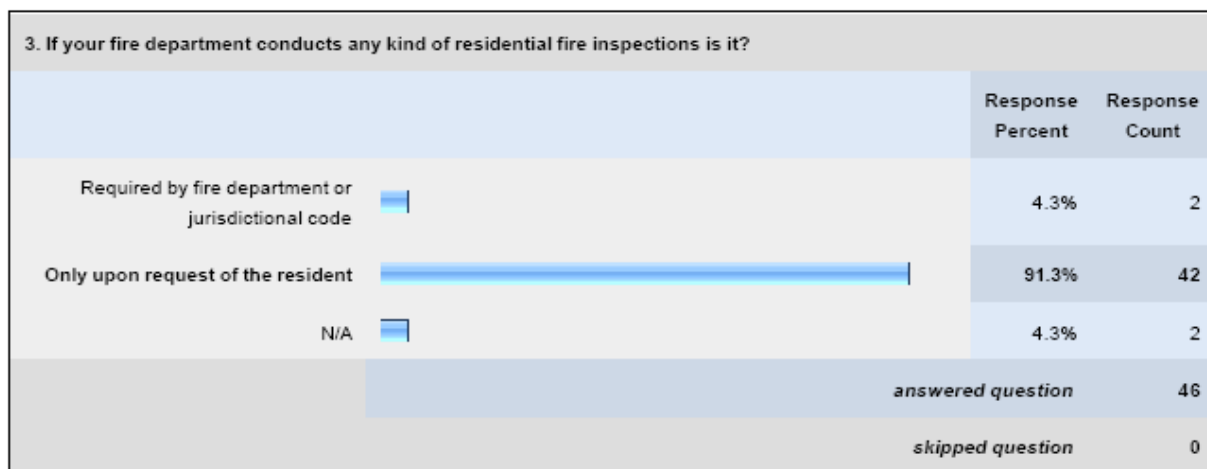 3. If your fire department conducts any kind of residential fire inspections is it?
Response Percent Response Count
Required by fire department or jurisdictional code 4.3% 2
Only upon request of the resident 91.3% 42
N/A 4.3% 2
answered question 46
skipped question 0